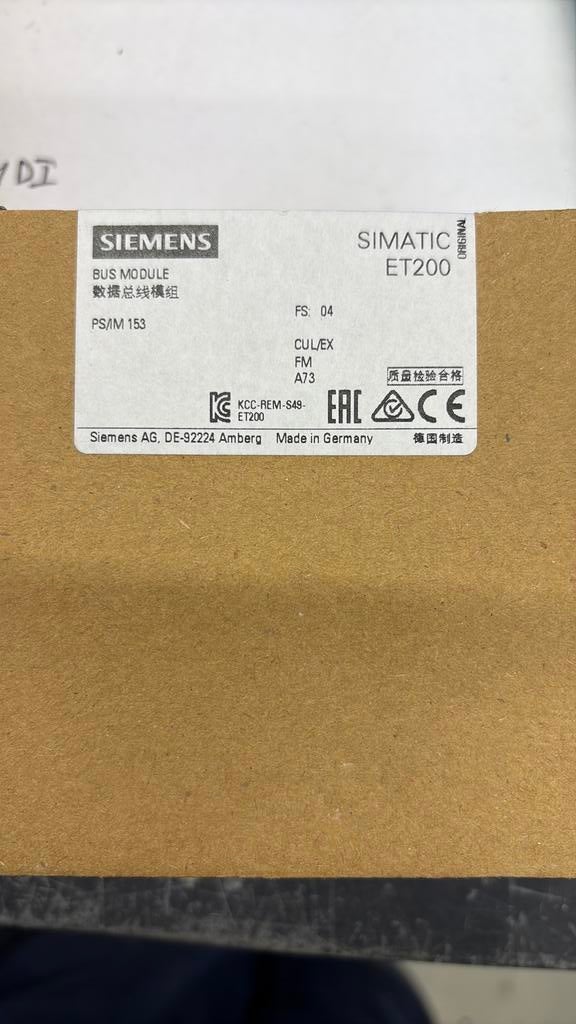 DI
SIEMENS
SIMATIC
ET200
ORIGINAL
BUS MODULE
数据总线模组
PS/IM 153
FS: 04
CUL/EX
FM
A73
质量检验合格
KCC-REM-S49-
ET200
EAC
CE
Siemens AG, DE-92224 Amberg Made in Germany 德国制造